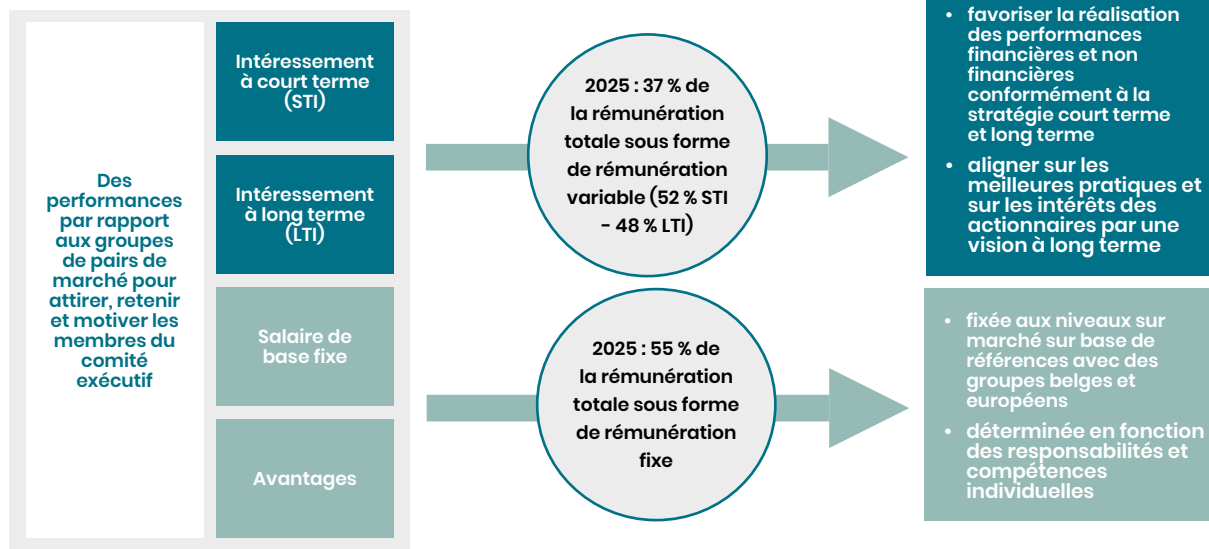 Des
performances
par rapport
aux groupes
de pairs de
marché pour
attirer, retenir
et motiver les
membres du
comité
exécutif
Intéressement
à court terme
(STI)
Intéressement
à long terme
(LTI)
Salaire de
base fixe
Avantages
2025 : 37 % de
la rémunération
totale sous forme
de rémunération
variable (52 % STI
- 48 % LTI)
2025 : 55 % de
la rémunération
totale sous forme
de rémunération
fixe
• favoriser la réalisation
des performances
financières et non
financières
conformément à la
stratégie court terme
et long terme
• aligner sur les
meilleures pratiques et
sur les intérêts des
actionnaires par une
vision à long terme
• fixée aux niveaux sur
marché sur base de
références avec des
groupes belges et
européens
• déterminée en fonction
des responsabilités et
compétences
individuelles